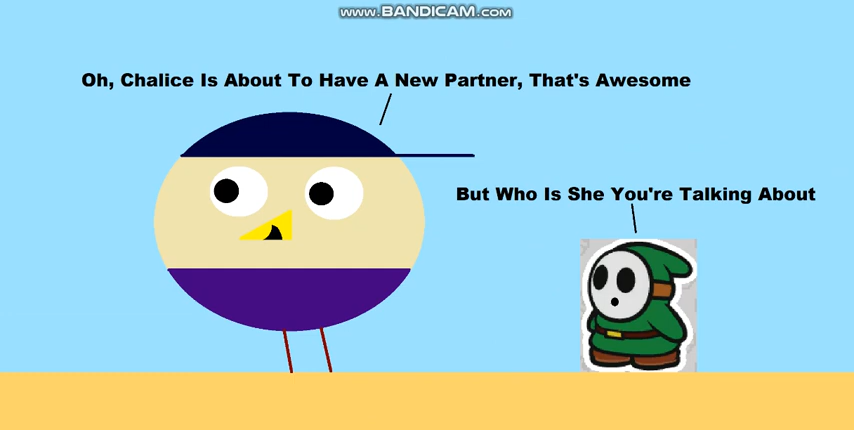 www.BANDICAM.com
Oh, Chalice Is About To Have A New Partner, That's Awesome
But Who Is She You're Talking About